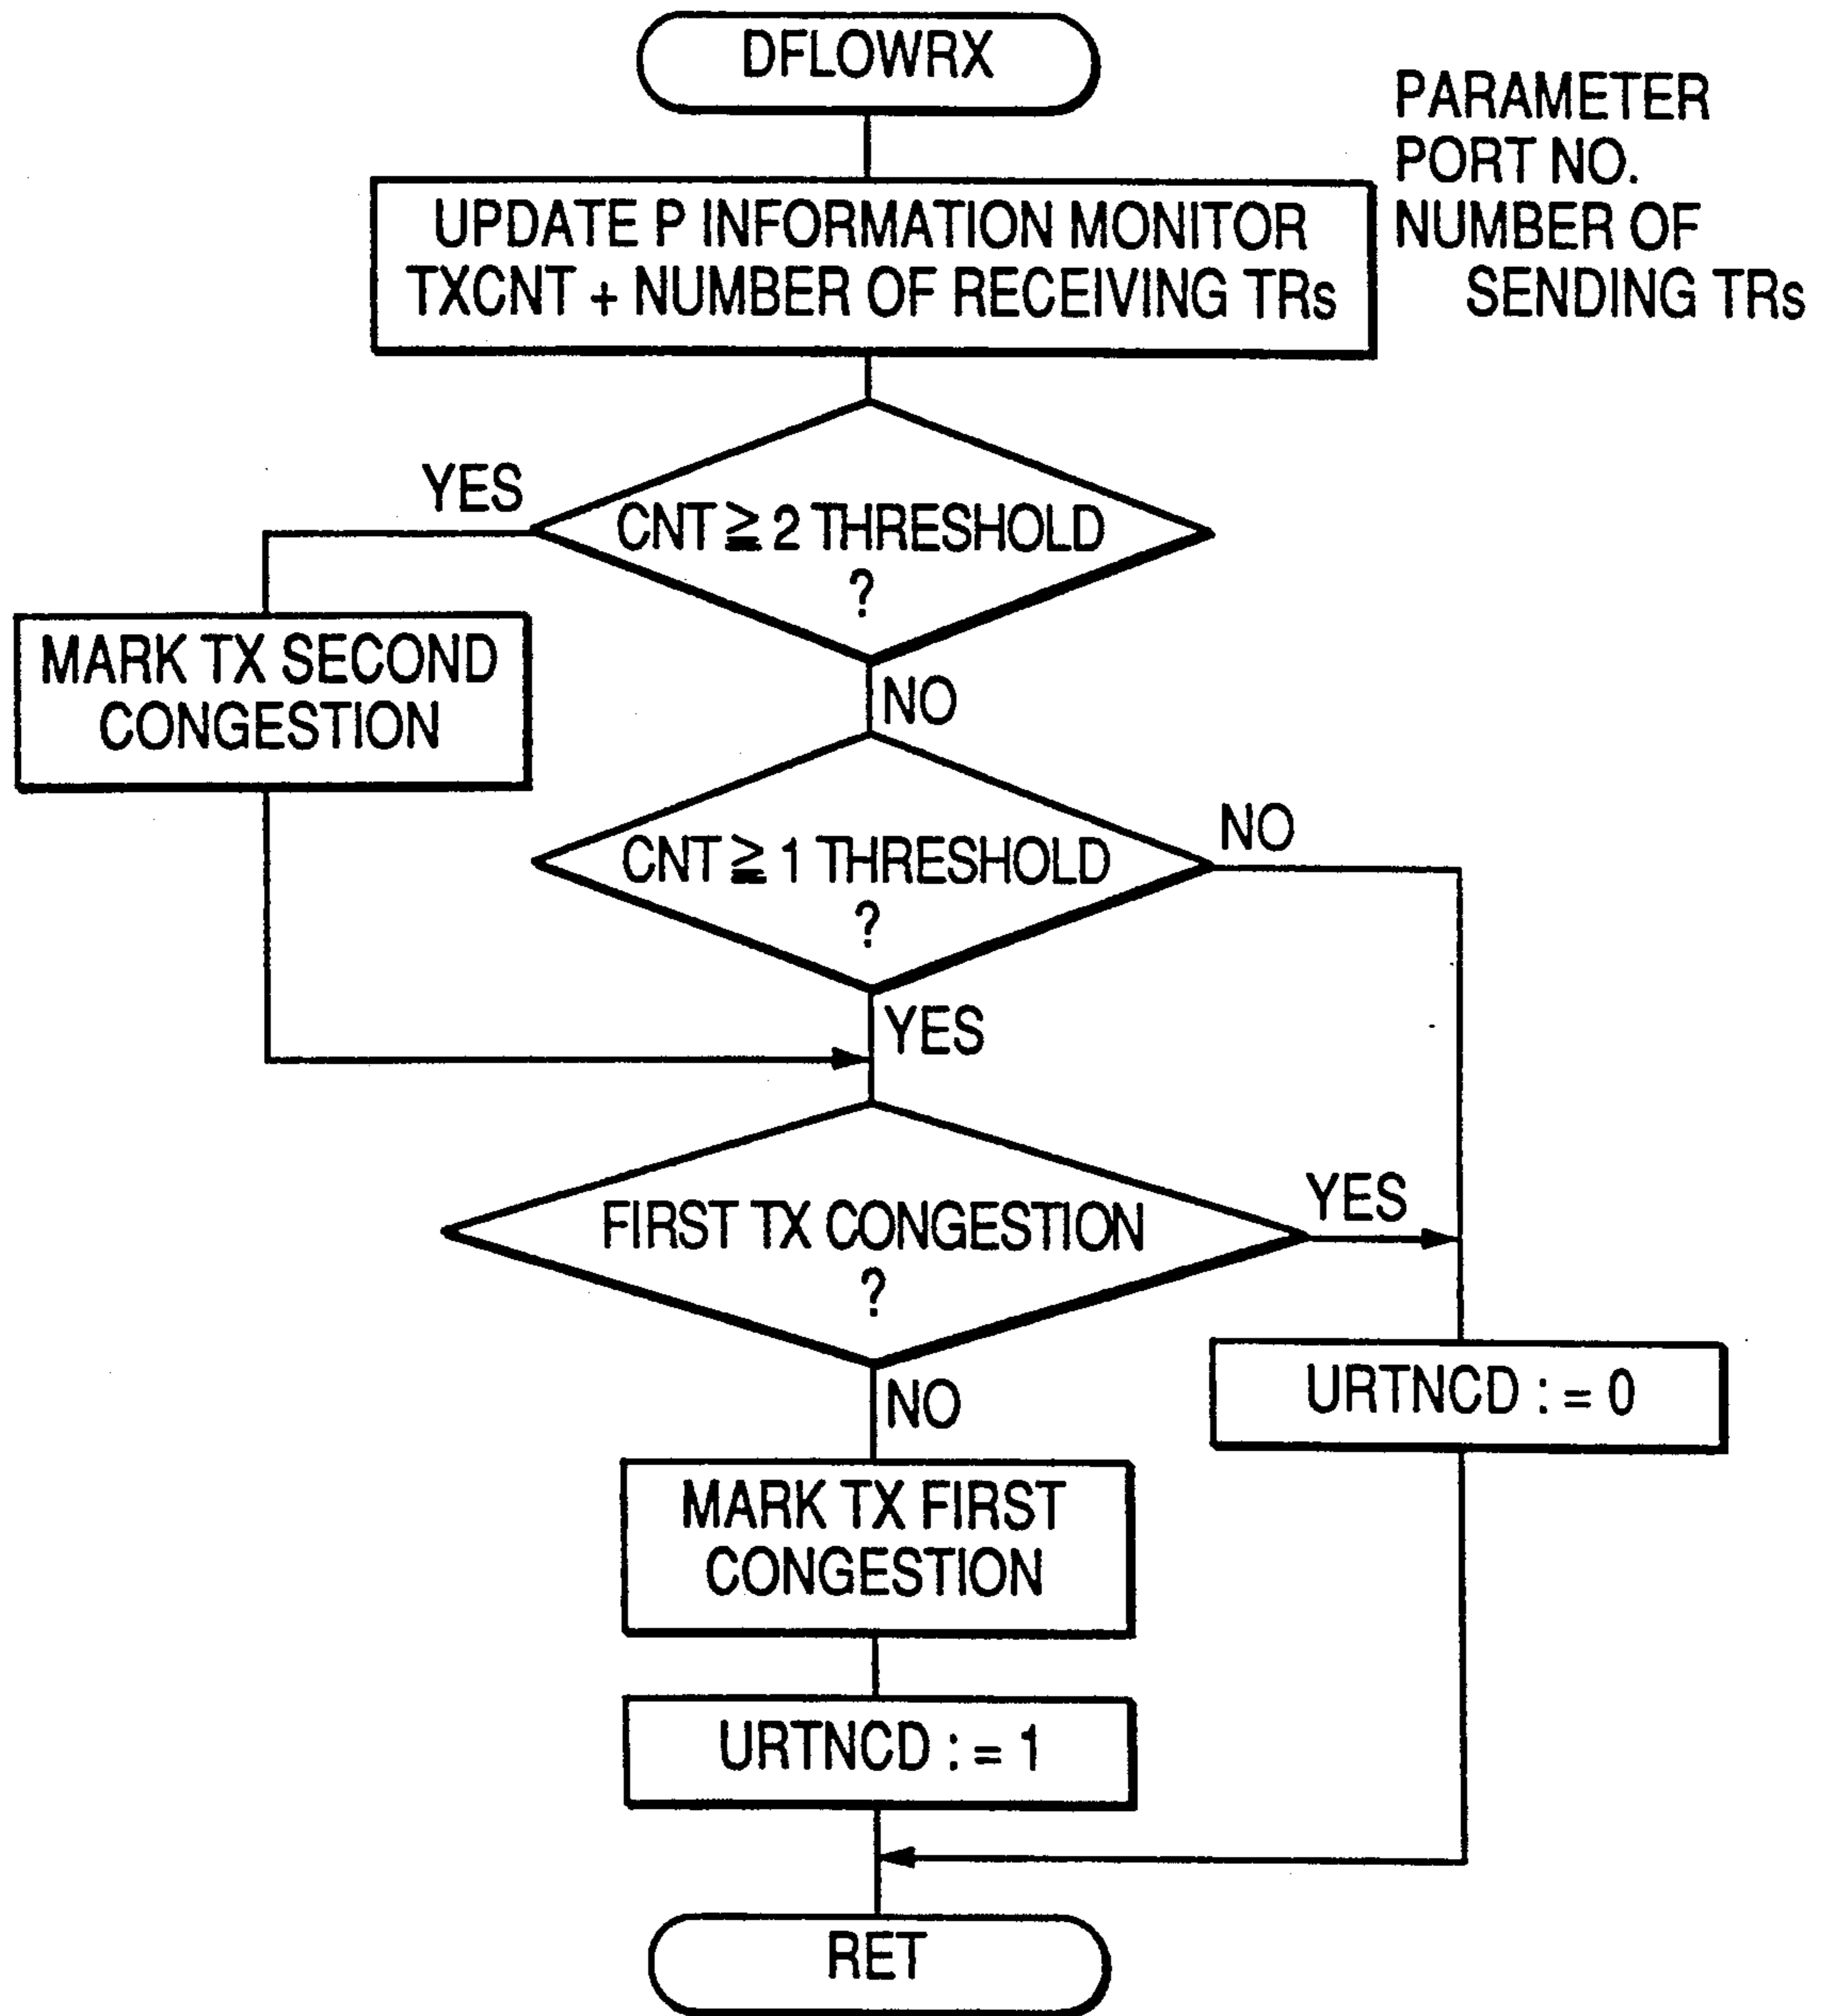 DFLOWRX
PARAMETER
PORT NO.
NUMBER OF
SENDING TRs
UPDATE P INFORMATION MONITOR
TXCNT + NUMBER OF RECEIVING TRs
YES
CNT ≧ 2 THRESHOLD
?
MARK TX SECOND
CONGESTION
NO
CNT ≧ 1 THRESHOLD
?
NO
YES
FIRST TX CONGESTION
?
YES
NO
URTNCD : = 0
MARK TX FIRST
CONGESTION
URTNCD : = 1
RET